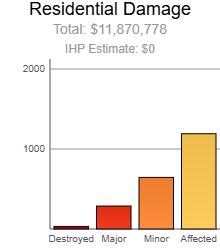 Residential Damage
Total: $11,870,778
IHP Estimate: $0
2000
1000
Destroyed Major Minor Affected